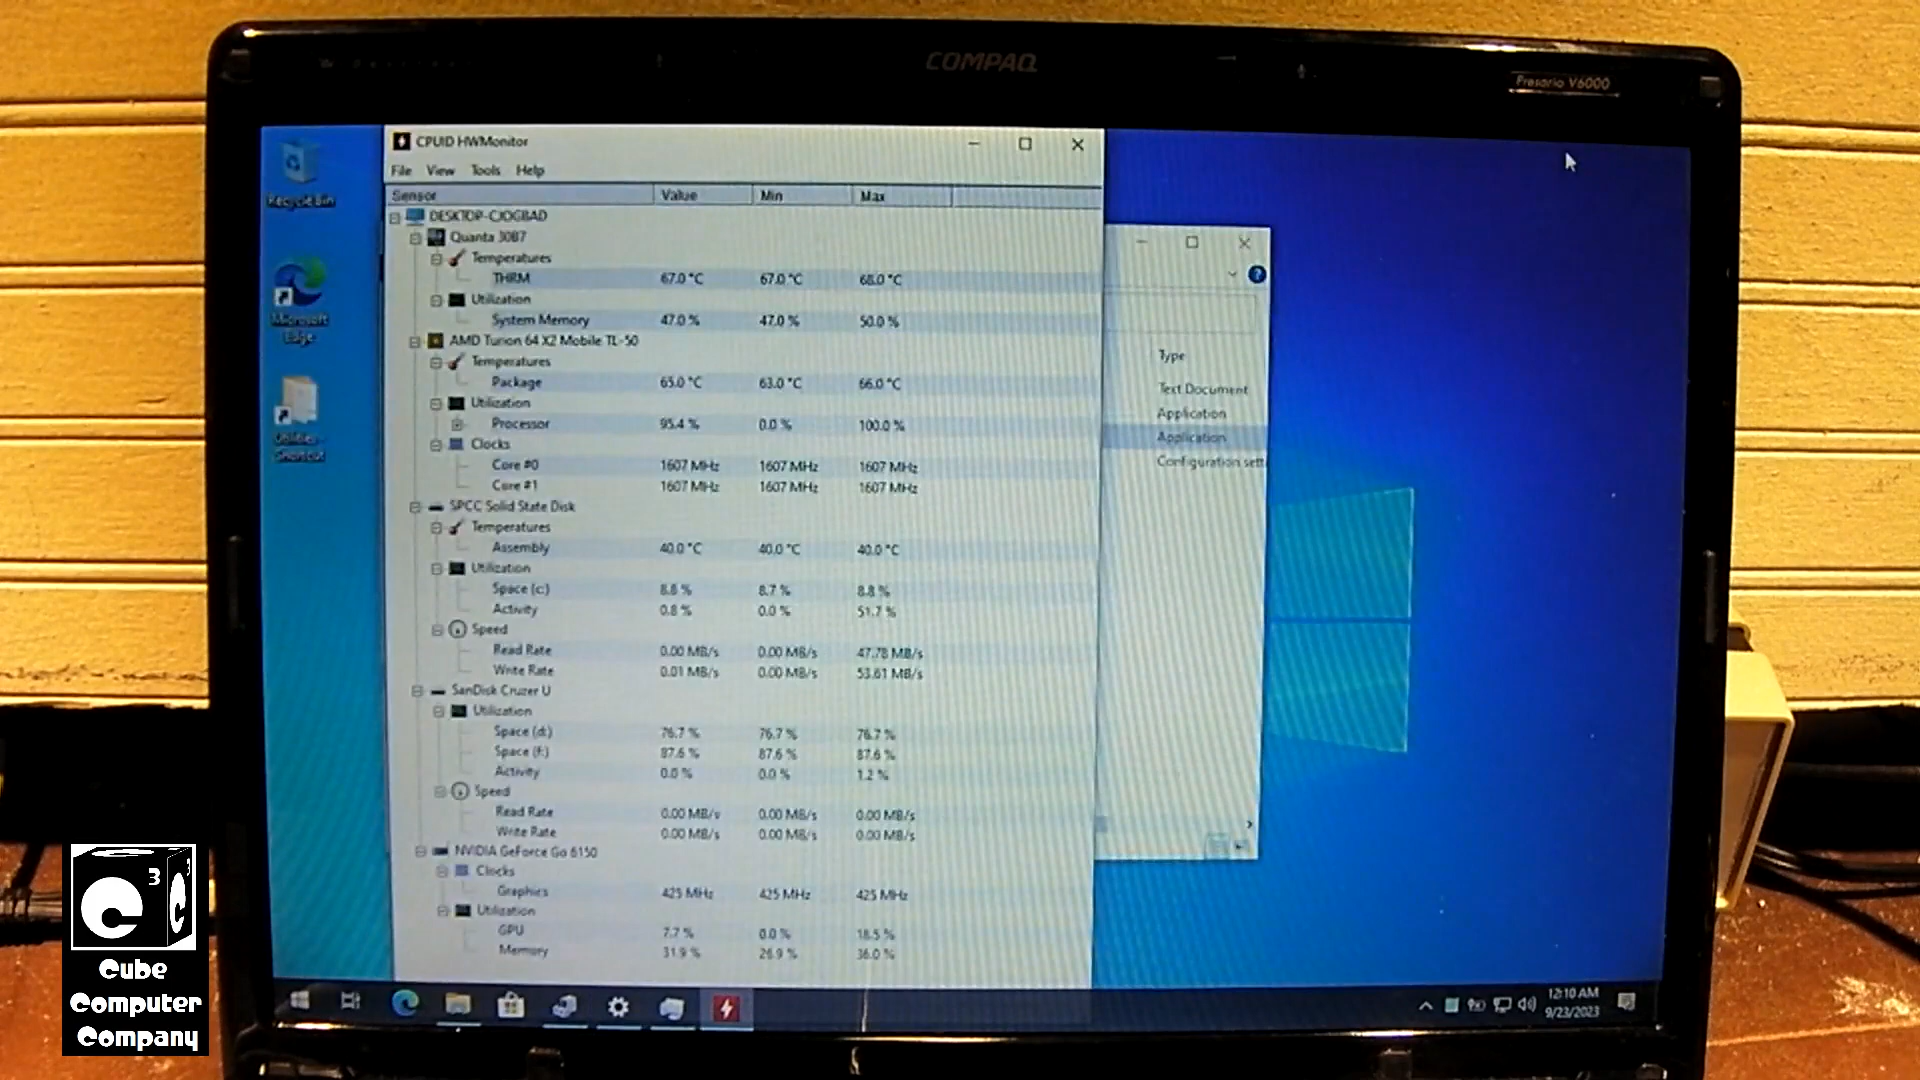 COMPAQ
Presario V6000
CPUID HWMonitor
File View Tools Help
Sensor Value Min Max
DESKTOP-CJOGBAD
Quanta 30B7
Temperatures
THRM 67.0 °C 67.0 °C 68.0 °C
Utilization
System Memory 47.0 % 47.0 % 50.0 %
AMD Turion 64 X2 Mobile TL-50
Temperatures
Package 65.0 °C 63.0 °C 66.0 °C
Utilization
Processor 95.4 % 0.0 % 100.0 %
Clocks
Core #0 1607 MHz 1607 MHz 1607 MHz
Core #1 1607 MHz 1607 MHz 1607 MHz
SPCC Solid State Disk
Temperatures
Assembly 40.0 °C 40.0 °C 40.0 °C
Utilization
Space (c:) 8.8 % 8.7 % 8.8 %
Activity 0.8 % 0.0 % 51.7 %
Speed
Read Rate 0.00 MB/s 0.00 MB/s 47.78 MB/s
Write Rate 0.01 MB/s 0.00 MB/s 53.61 MB/s
SanDisk Cruzer U
Utilization
Space (d:) 76.7 % 76.7 % 76.7 %
Space (f:) 87.6 % 87.6 % 87.6 %
Activity 0.0 % 0.0 % 1.2 %
Speed
Read Rate 0.00 MB/s 0.00 MB/s 0.00 MB/s
Write Rate 0.00 MB/s 0.00 MB/s 0.00 MB/s
NVIDIA GeForce Go 6150
Clocks
Graphics 425 MHz 425 MHz 425 MHz
Utilization
GPU 7.7 % 0.0 % 18.5 %
Memory 31.9 % 26.9 % 36.0 %
Recycle Bin
Microsoft
Edge
Utilities -
Shortcut
Type
Text Document
Application
Application
Configuration sett
12:10 AM
9/23/2023
C3
C3
Cube
Computer
Company